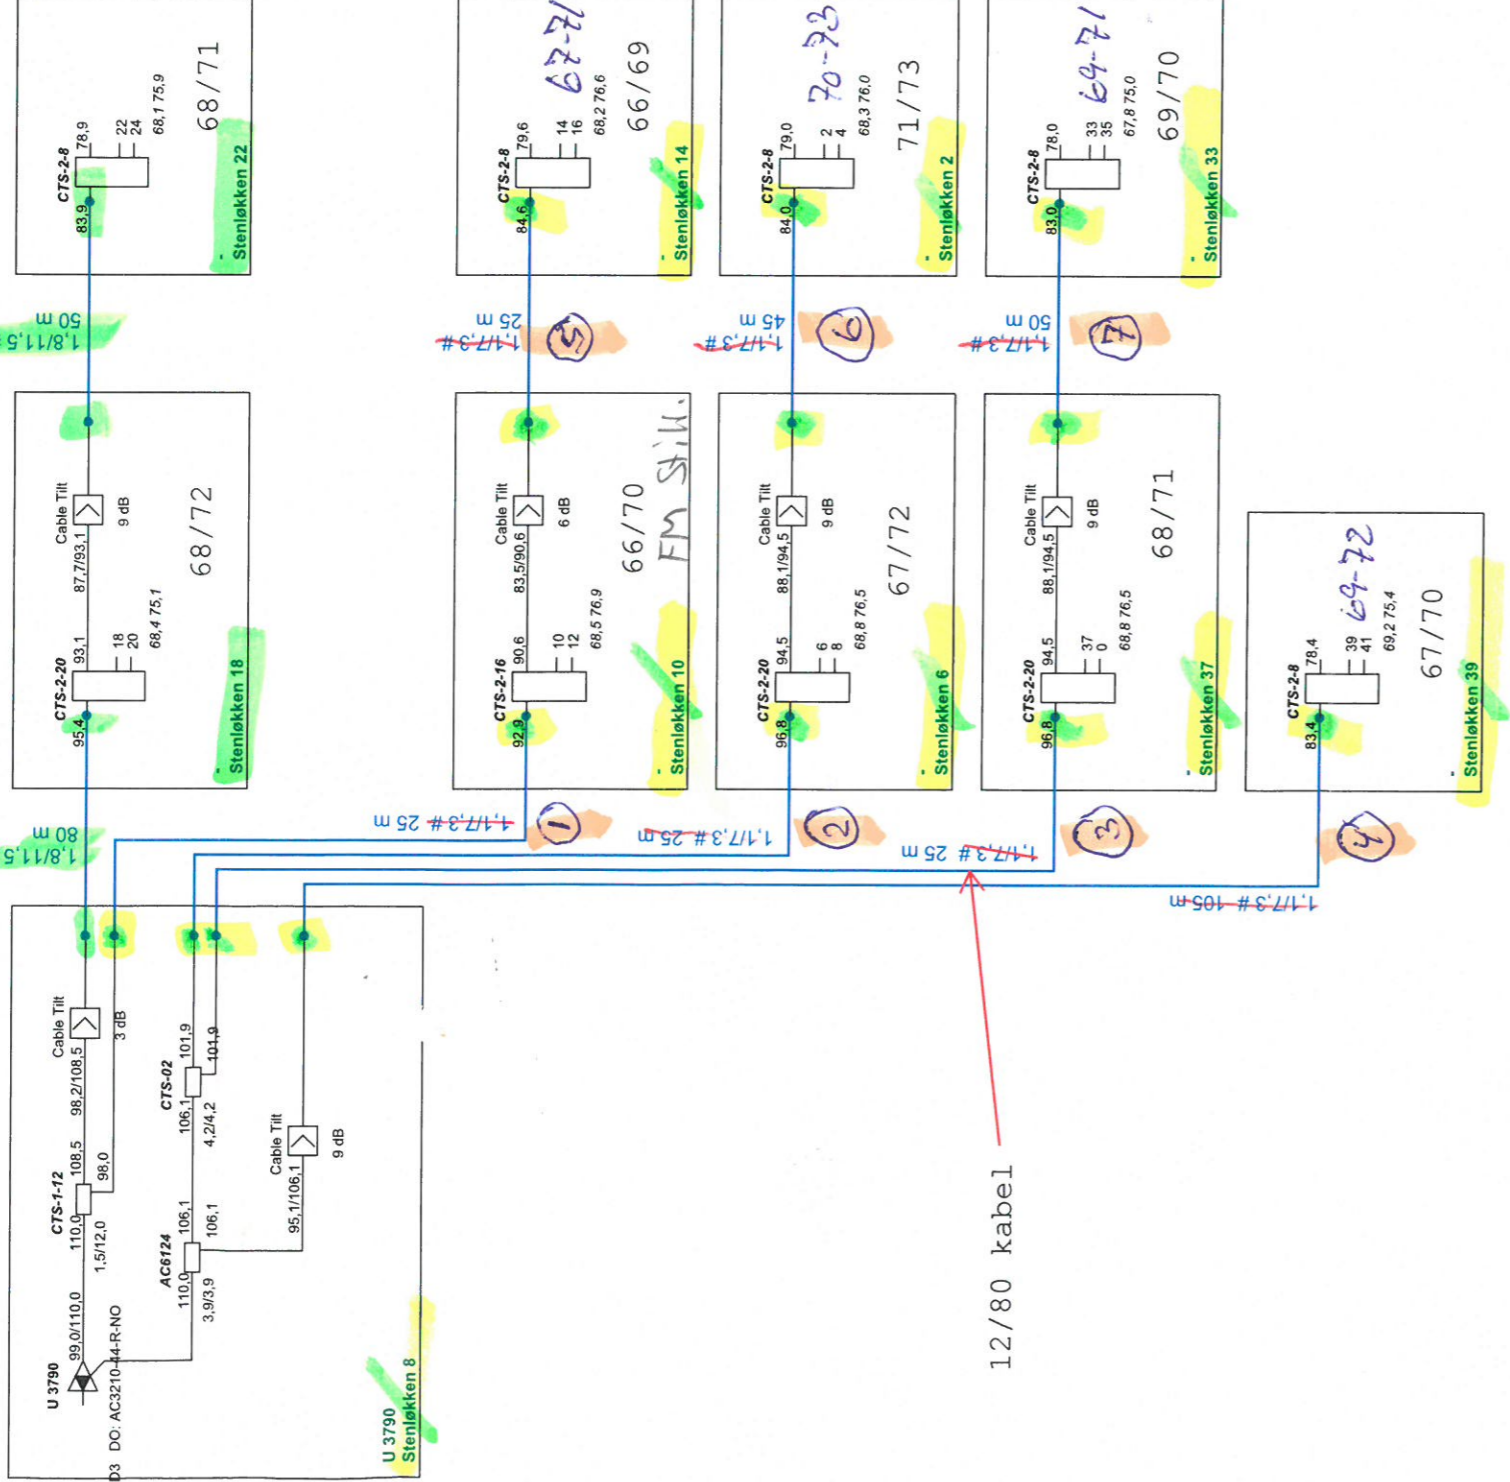 U 3790
99,0/110,0
D3 DO: AC3210-44-R-NO
CTS-1-12
110,0
108,5
1,5/12,0
98,0
Cable Tilt
98,2/108,5
3 dB
AC6124
110,0
106,1
3,9/3,9
106,1
CTS-02
106,1
101,9
4,2/4,2
101,9
Cable Tilt
95,1/106,1
9 dB
U 3790
Stenløkken 8
1,8/11,5
80 m
1,1/7,3 # 25 m
1
1,1/7,3 # 25 m
2
1,1/7,3 # 25 m
3
1,1/7,3 # 105 m
4
12/80 kabel
CTS-2-20
95,4
93,1
18
20
68,4 75,1
Cable Tilt
87,7/93,1
9 dB
68/72
Stenløkken 18
CTS-2-16
92,9
90,6
10
12
68,5 76,9
Cable Tilt
83,5/90,6
6 dB
66/70
Stenløkken 10
CTS-2-20
96,8
94,5
6
8
68,8 76,5
Cable Tilt
88,1/94,5
9 dB
67/72
Stenløkken 6
CTS-2-20
96,8
94,5
37
0
68,8 76,5
Cable Tilt
88,1/94,5
9 dB
68/71
Stenløkken 37
CTS-2-8
83,4
78,4
39
41
69,2 75,4
69-72
67/70
Stenløkken 39
1,8/11,5
50 m
1,1/7,3 #
25 m
5
1,1/7,3 #
45 m
6
1,1/7,3 #
50 m
7
CTS-2-8
83,9
78,9
22
24
68,1 75,9
68/71
Stenløkken 22
CTS-2-8
84,6
79,6
14
16
68,2 76,6
67-71
66/69
Stenløkken 14
CTS-2-8
84,0
79,0
2
4
68,3 76,0
70-73
71/73
Stenløkken 2
CTS-2-8
83,0
78,0
33
35
67,8 75,0
69-71
69/70
Stenløkken 33